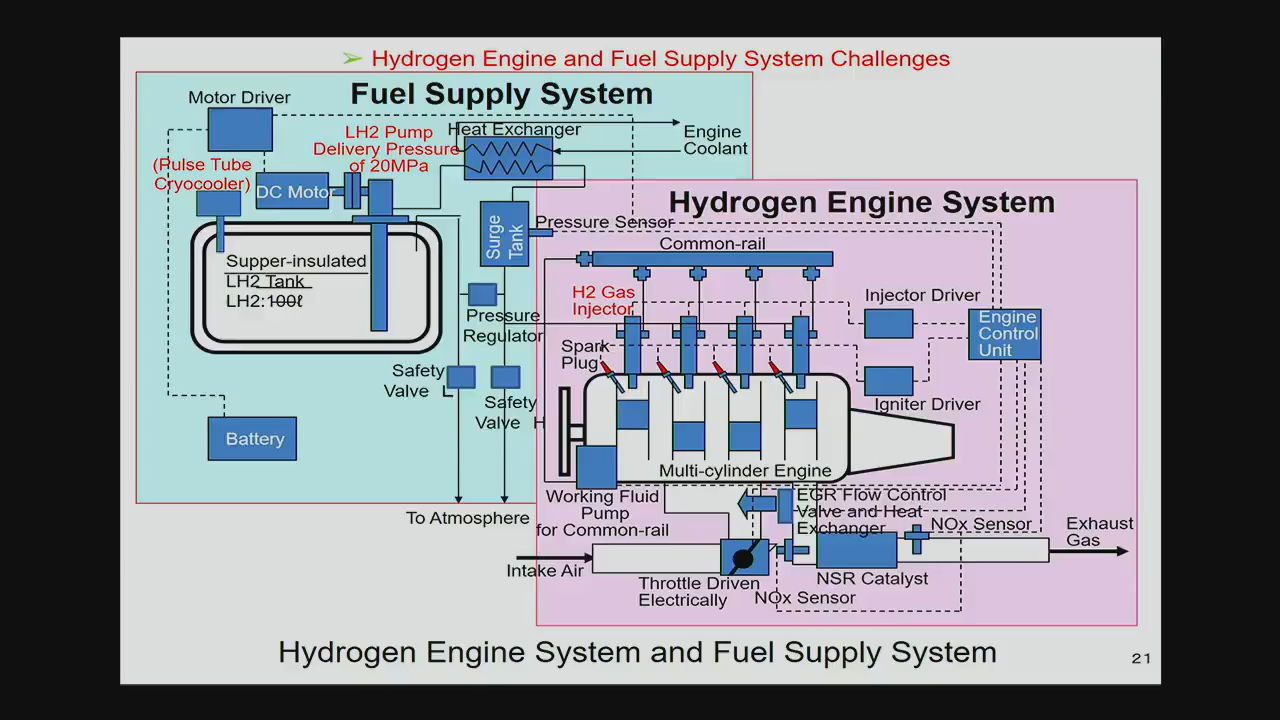 Hydrogen Engine and Fuel Supply System Challenges
Fuel Supply System
Motor Driver
LH2 Pump
Delivery Pressure
of 20MPa
Heat Exchanger
Engine
Coolant
(Pulse Tube
Cryocooler)
DC Motor
Surge
Tank
Supper-insulated
LH2 Tank
LH2:100ℓ
Pressure
Regulator
Safety
Valve L
Safety
Valve H
Battery
To Atmosphere
Hydrogen Engine System
Pressure Sensor
Common-rail
H2 Gas
Injector
Injector Driver
Engine
Control
Unit
Spark
Plug
Igniter Driver
Multi-cylinder Engine
Working Fluid
Pump
for Common-rail
EGR Flow Control
Valve and Heat
Exchanger
NOx Sensor
Exhaust
Gas
Intake Air
Throttle Driven
Electrically
NSR Catalyst
NOx Sensor
Hydrogen Engine System and Fuel Supply System
21